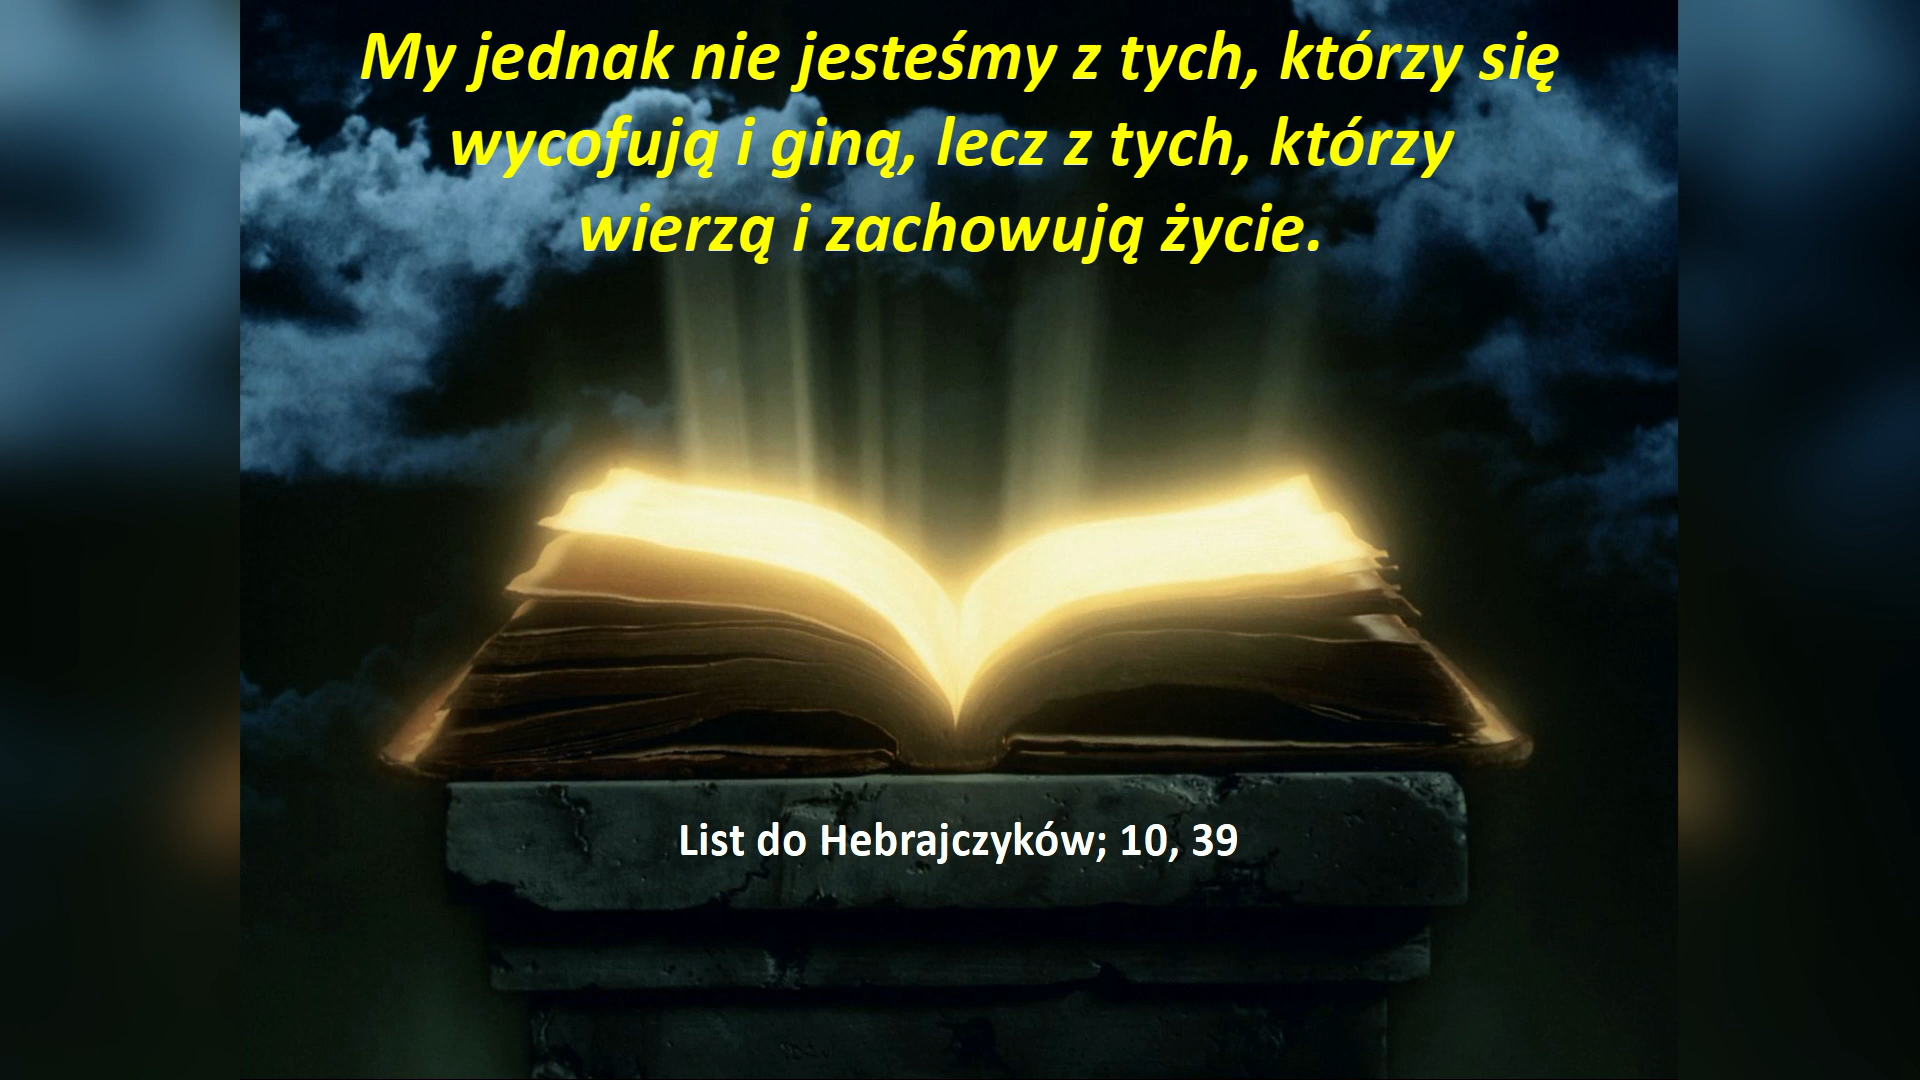 My jednak nie jesteśmy z tych, którzy się
wycofują i giną, lecz z tych, którzy
wierzą i zachowują życie.
List do Hebrajczyków; 10, 39